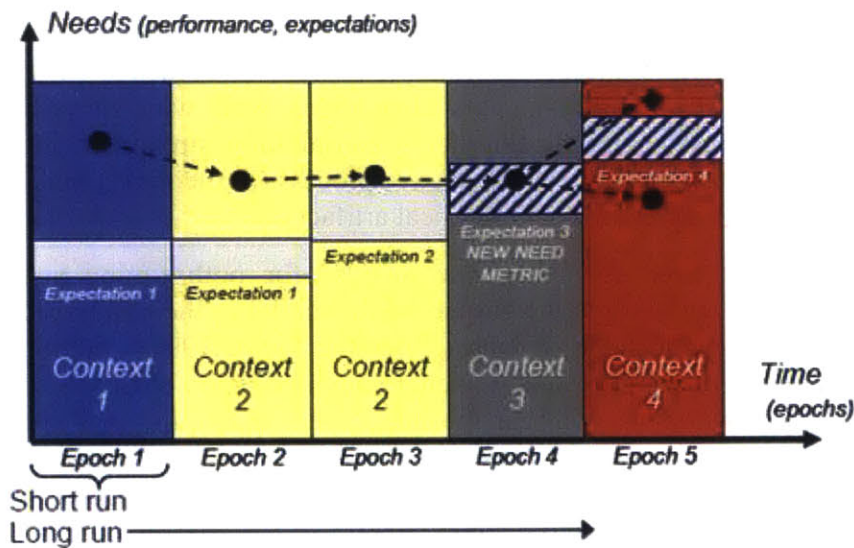 Needs (performance, expectations)
Expectation 1
Expectation 1
Expectation 2
Expectation 3
NEW NEED
METRIC
Expectation 4
Context
1
Context
2
Context
2
Context
3
Context
4
Time
(epochs)
Epoch 1
Epoch 2
Epoch 3
Epoch 4
Epoch 5
Short run
Long run